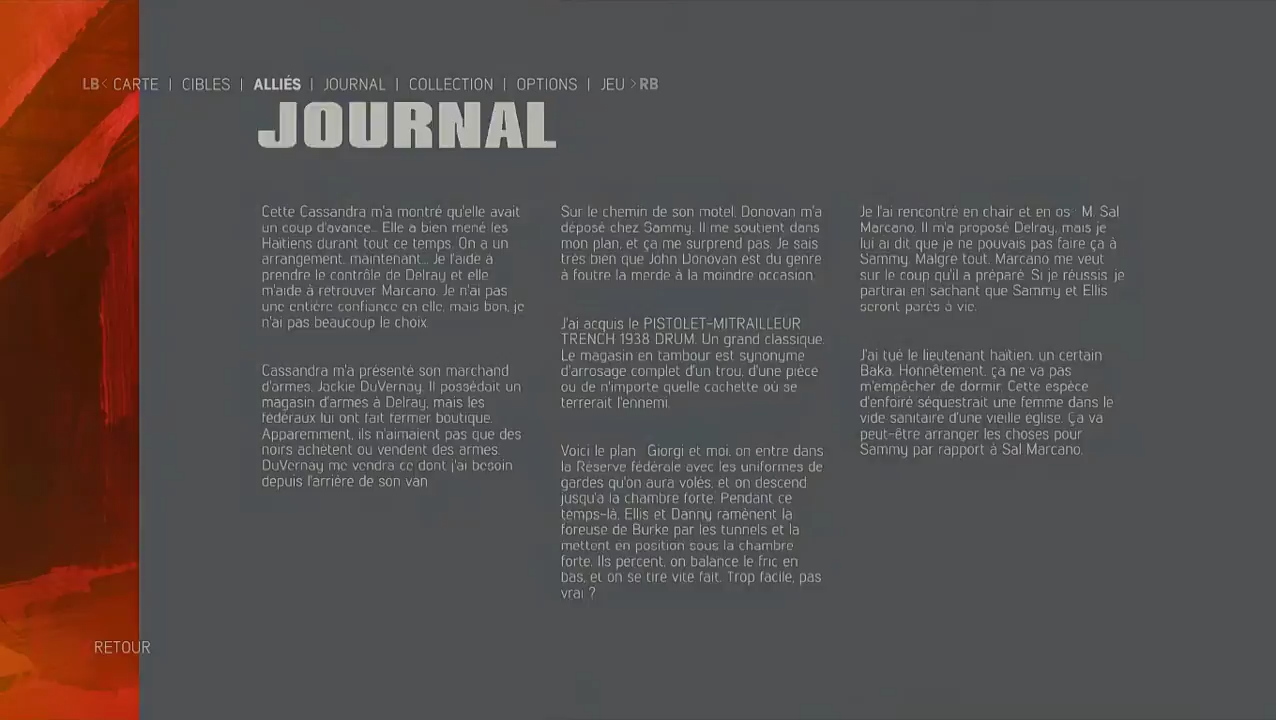 LB< CARTE | CIBLES | ALLIÉS | JOURNAL | COLLECTION | OPTIONS | JEU >RB
JOURNAL
Cette Cassandra m'a montré qu'elle avait
un coup d'avance... Elle a bien mené les
Haïtiens durant tout ce temps. On a un
arrangement, maintenant... Je l'aide à
prendre le contrôle de Delray et elle
m'aide à retrouver Marcano. Je n'ai pas
une entière confiance en elle, mais bon, je
n'ai pas beaucoup le choix.
Cassandra m'a présenté son marchand
d'armes, Jackie DuVernay. Il possédait un
magasin d'armes à Delray, mais les
fédéraux lui ont fait fermer boutique.
Apparemment, ils n'aimaient pas que des
noirs achètent ou vendent des armes.
DuVernay me vendra ce dont j'ai besoin
depuis l'arrière de son van.
Sur le chemin de son motel, Donovan m'a
déposé chez Sammy. Il me soutient dans
mon plan, et ça me surprend pas. Je sais
très bien que John Donovan est du genre
à foutre la merde à la moindre occasion.
J'ai acquis le PISTOLET-MITRAILLEUR
TRENCH 1938 DRUM. Un grand classique.
Le magasin en tambour est synonyme
d'arrosage complet d'un trou, d'une pièce
ou de n'importe quelle cachette où se
terrerait l'ennemi.
Voici le plan : Giorgi et moi, on entre dans
la Réserve fédérale avec les uniformes de
gardes qu'on aura volés, et on descend
jusqu'à la chambre forte. Pendant ce
temps-là, Ellis et Danny ramènent la
foreuse de Burke par les tunnels et la
mettent en position sous la chambre
forte. Ils percent, on balance le fric en
bas, et on se tire vite fait. Trop facile, pas
vrai ?
Je l'ai rencontré en chair et en os : M. Sal
Marcano. Il m'a proposé Delray, mais je
lui ai dit que je ne pouvais pas faire ça à
Sammy. Malgré tout, Marcano me veut
sur le coup qu'il a préparé. Si je réussis, je
partirai en sachant que Sammy et Ellis
seront parés à vie.
J'ai tué le lieutenant haïtien, un certain
Baka. Honnêtement, ça ne va pas
m'empêcher de dormir. Cette espèce
d'enfoiré séquestrait une femme dans le
vide sanitaire d'une vieille église. Ça va
peut-être arranger les choses pour
Sammy par rapport à Sal Marcano.
RETOUR